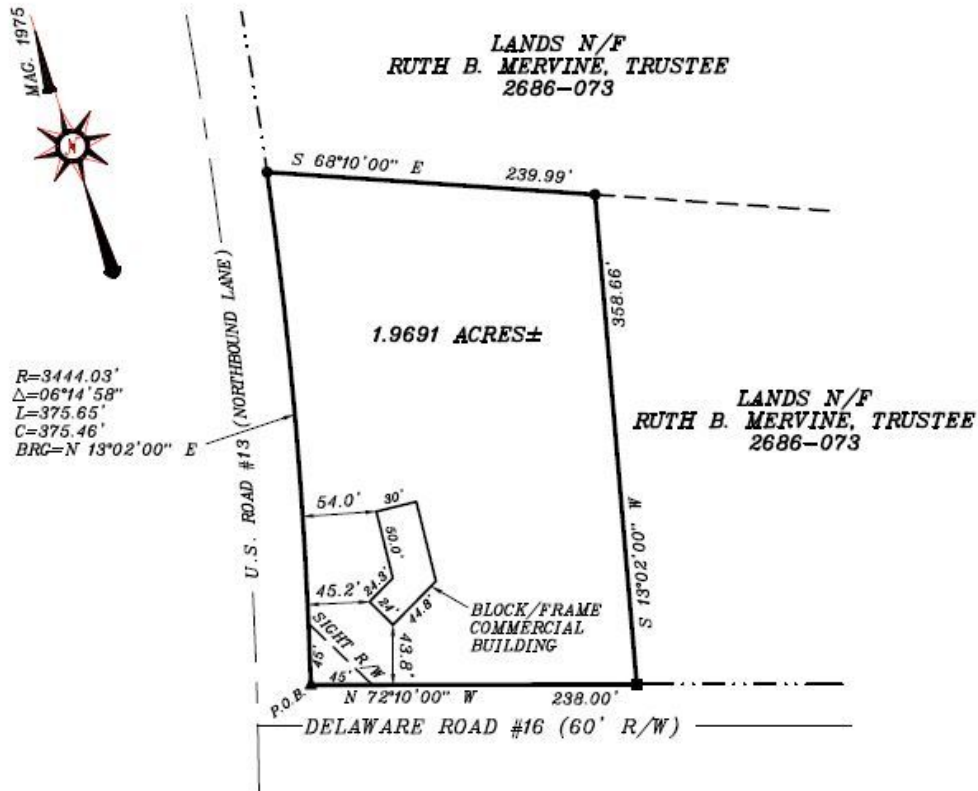 MAG. 1975
N
LANDS N/F
RUTH B. MERVINE, TRUSTEE
2686-073
S 68°10'00" E
239.99'
358.66'
1.9691 ACRES±
U.S. ROAD #13 (NORTHBOUND LANE)
R=3444.03'
Δ=06°14'58"
L=375.65'
C=375.46'
BRG=N 13°02'00" E
LANDS N/F
RUTH B. MERVINE, TRUSTEE
2686-073
S 13°02'00" W
54.0'
30'
60.0'
24.3'
45.2'
24'
44.8'
BLOCK/FRAME
COMMERCIAL
BUILDING
SIGHT R/W
43.8'
45'
45'
P.O.B.
N 72°10'00" W
238.00'
DELAWARE ROAD #16 (60' R/W)